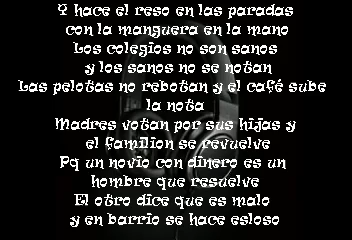 Y hace el reso en las paradas
con la manguera en la mano
Los colegios no son sanos
y los sanos no se notan
Las pelotas no rebotan y el café sube
la nota
Madres votan por sus hijas y
el familion se revuelve
Pq un novio con dinero es un
hombre que resuelve
El otro dice que es malo
y en barrio se hace esloso